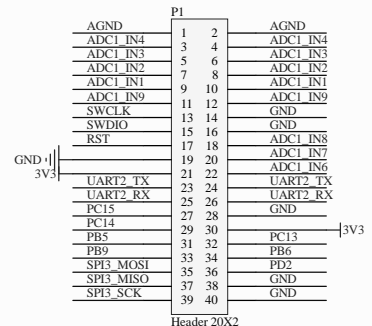 P1
AGND 1 2 AGND
ADC1_IN4 3 4 ADC1_IN4
ADC1_IN3 5 6 ADC1_IN3
ADC1_IN2 7 8 ADC1_IN2
ADC1_IN1 9 10 ADC1_IN1
ADC1_IN9 11 12 ADC1_IN9
SWCLK 13 14 GND
SWDIO 15 16 GND
RST 17 18 ADC1_IN8
GND 19 20 ADC1_IN7
3V3 21 22 ADC1_IN6
UART2_TX 23 24 UART2_TX
UART2_RX 25 26 UART2_RX
PC15 27 28 GND
PC14 29 30 3V3
PB5 31 32 PC13
PB9 33 34 PB6
SPI3_MOSI 35 36 PD2
SPI3_MISO 37 38 GND
SPI3_SCK 39 40 GND
Header 20X2